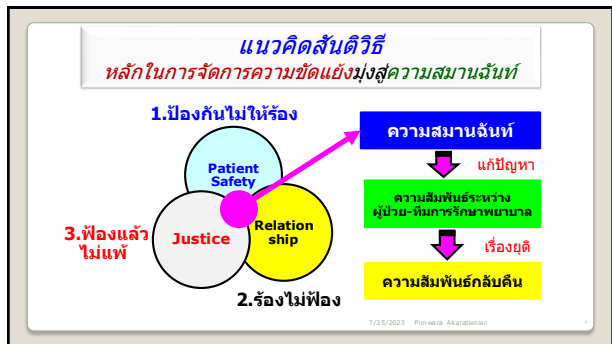 แนวคิดสันติวิธี
หลักในการจัดการความขัดแย้งมุ่งสู่ความสมานฉันท์
1.ป้องกันไม่ให้ร้อง
Patient
Safety
Justice
Relation
ship
3.ฟ้องแล้ว
ไม่แพ้
2.ร้องไม่ฟ้อง
ความสมานฉันท์
แก้ปัญหา
ความสัมพันธ์ระหว่าง
ผู้ป่วย-ทีมการรักษาพยาบาล
เรื่องยุติ
ความสัมพันธ์กลับคืน
7/25/2023 Pimwara Akaratiensin